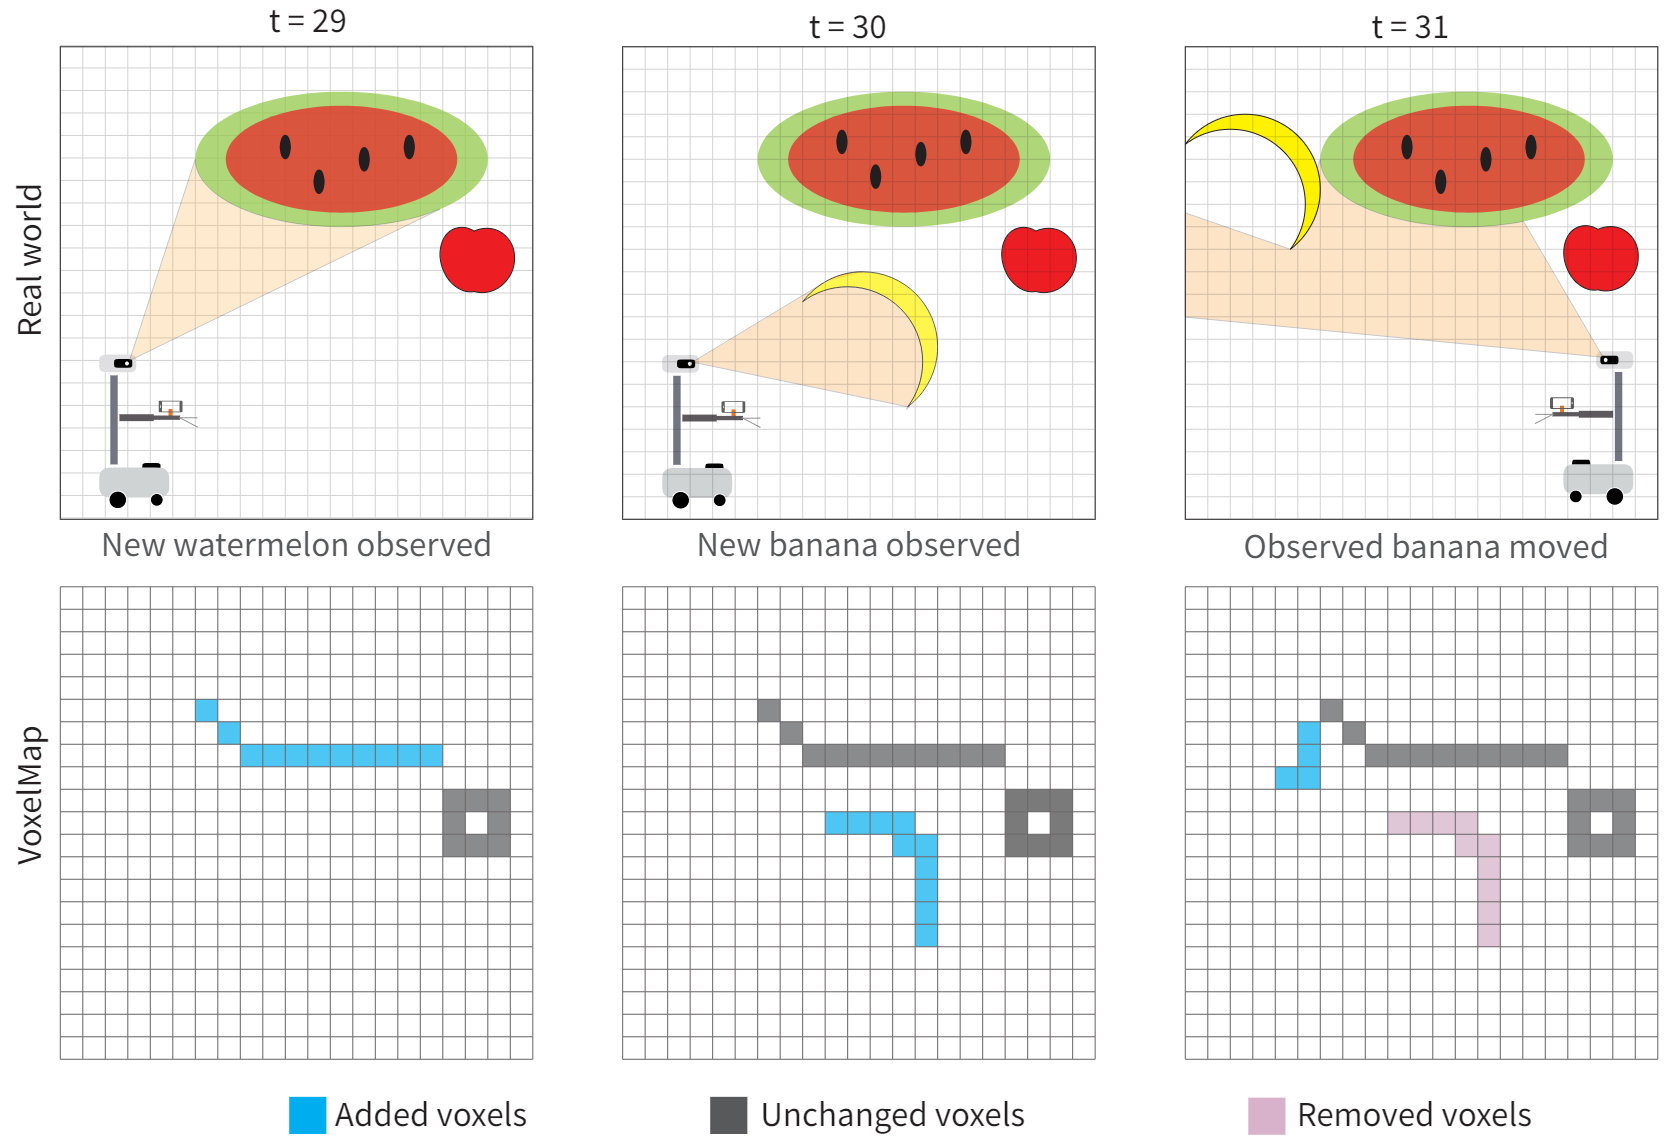 t = 29
t = 30
t = 31
Real world
New watermelon observed
New banana observed
Observed banana moved
VoxelMap
Added voxels
Unchanged voxels
Removed voxels